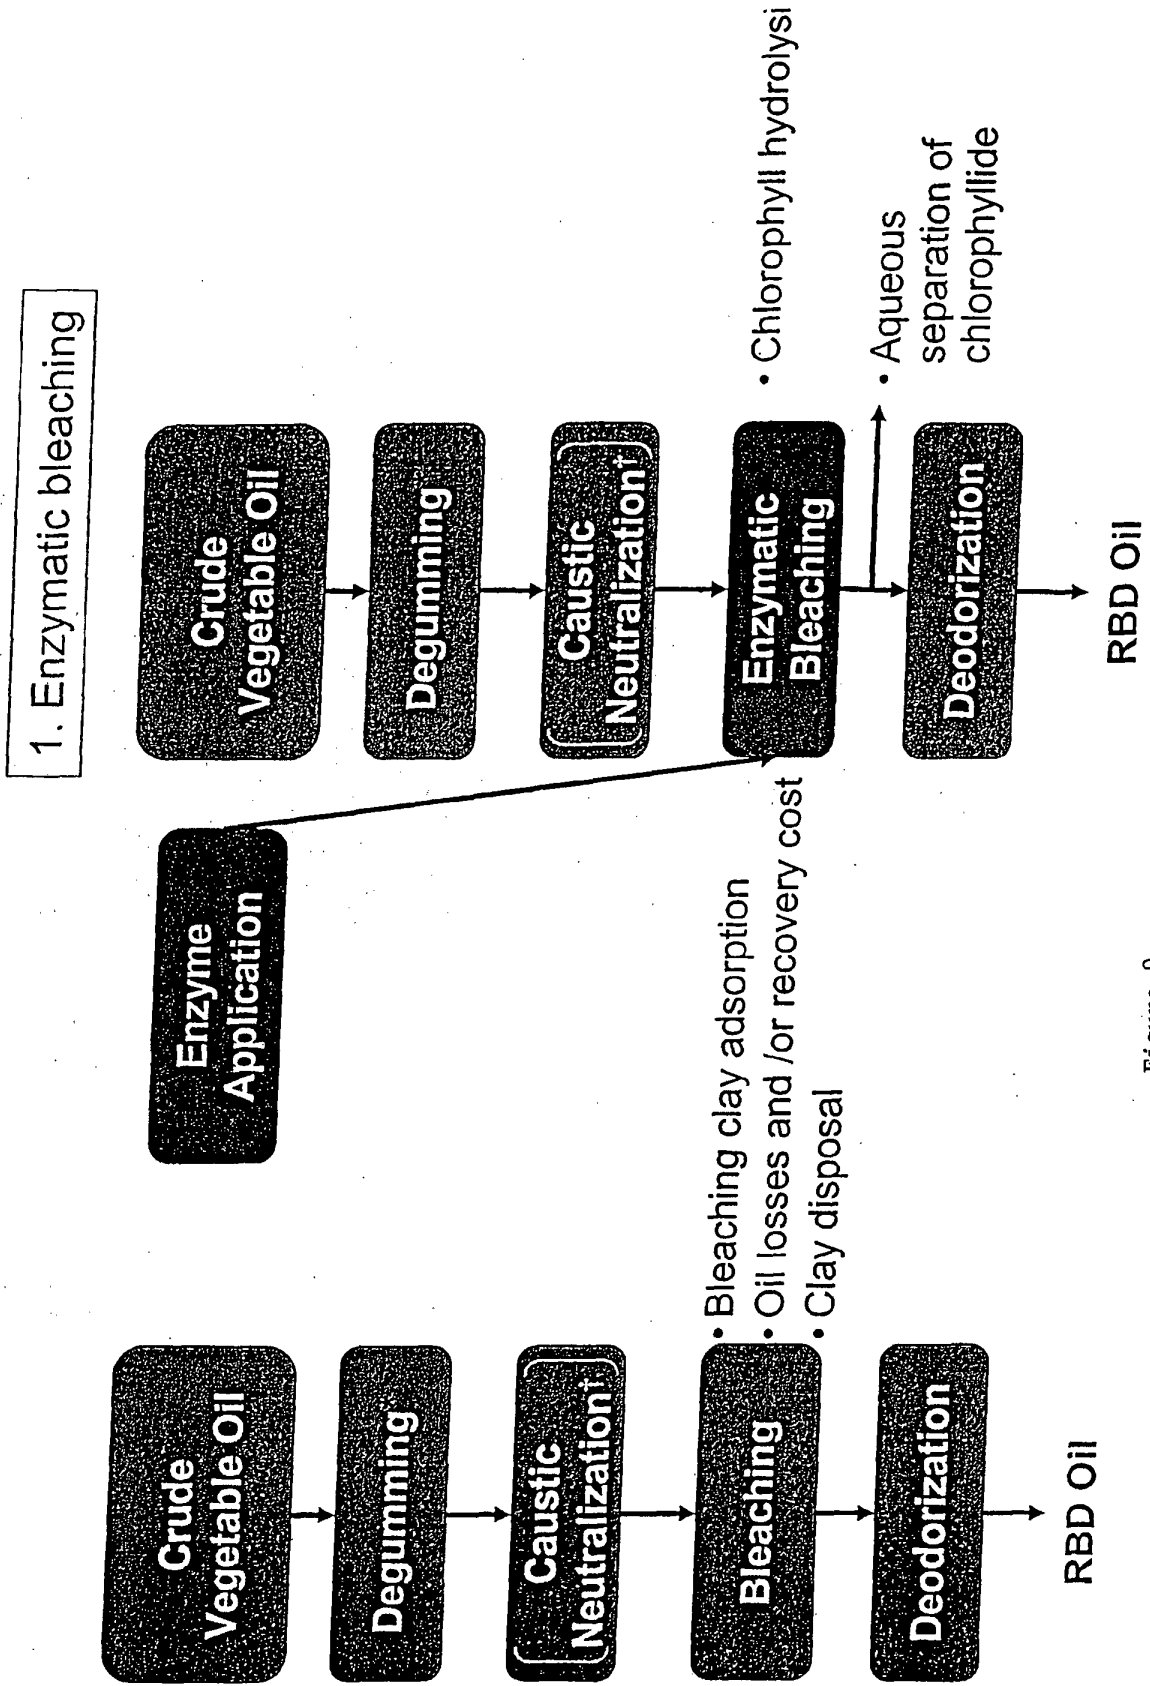 1. Enzymatic bleaching
Crude
Vegetable Oil
Degumming
Caustic
Neutralization†
Bleaching
• Bleaching clay adsorption
• Oil losses and /or recovery cost
• Clay disposal
Deodorization
RBD Oil
Enzyme
Application
Crude
Vegetable Oil
Degumming
Caustic
Neutralization†
Enzymatic
Bleaching
• Chlorophyll hydrolysi
• Aqueous
separation of
chlorophyllide
Deodorization
RBD Oil